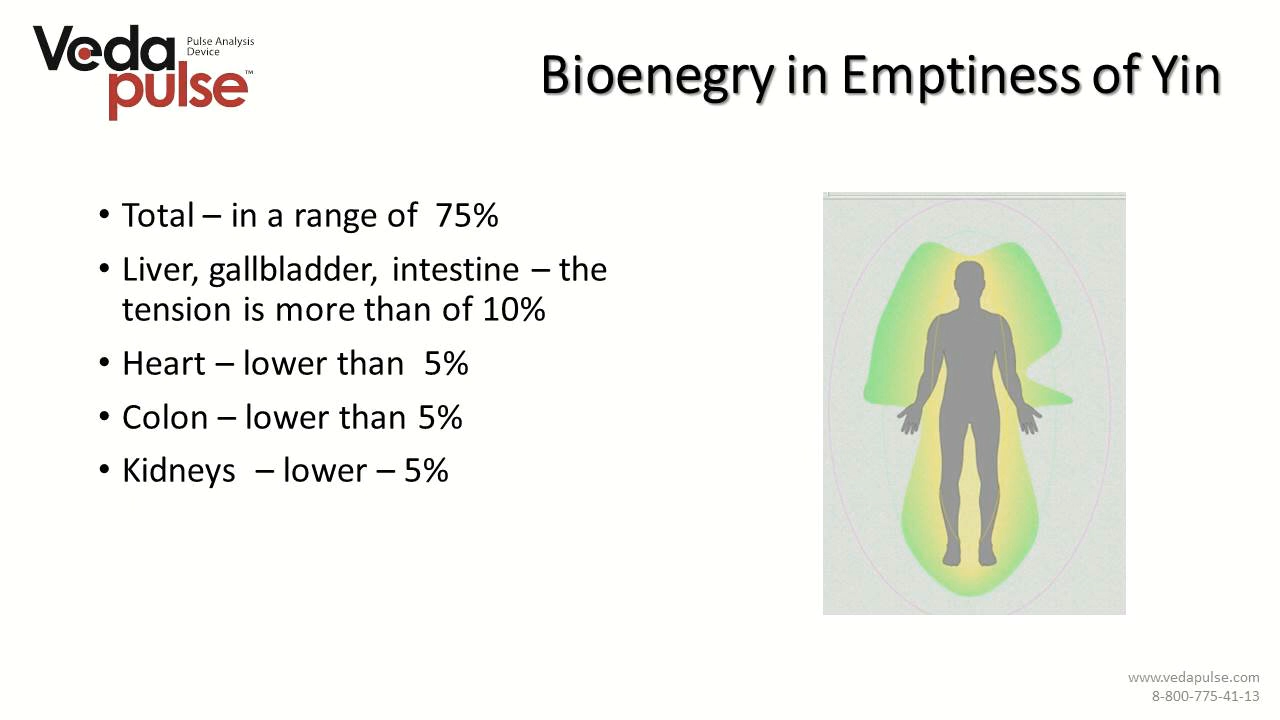 Veda
pulse™
Pulse Analysis
Device
Bioenegry in Emptiness of Yin
• Total – in a range of 75%
• Liver, gallbladder, intestine – the
tension is more than of 10%
• Heart – lower than 5%
• Colon – lower than 5%
• Kidneys – lower – 5%
www.vedapulse.com
8-800-775-41-13